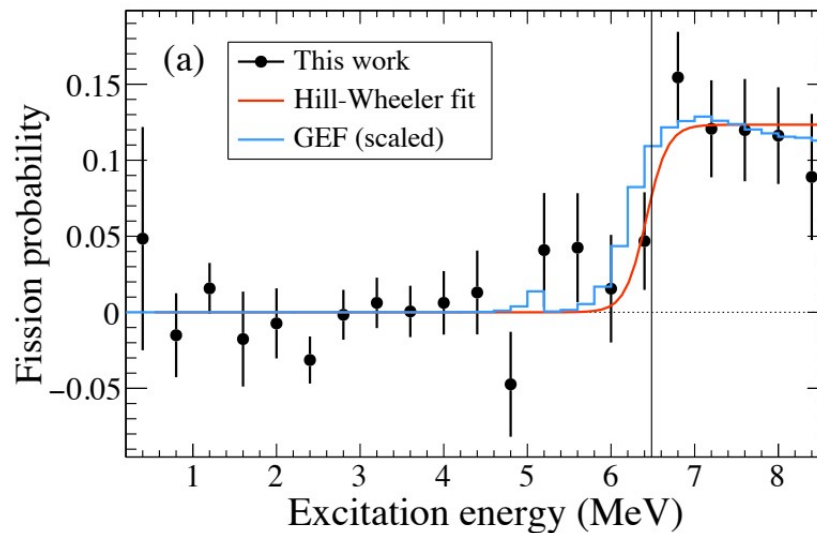 (a)
This work
Hill-Wheeler fit
GEF (scaled)
Fission probability
0.15
0.1
0.05
0
−0.05
1 2 3 4 5 6 7 8
Excitation energy (MeV)